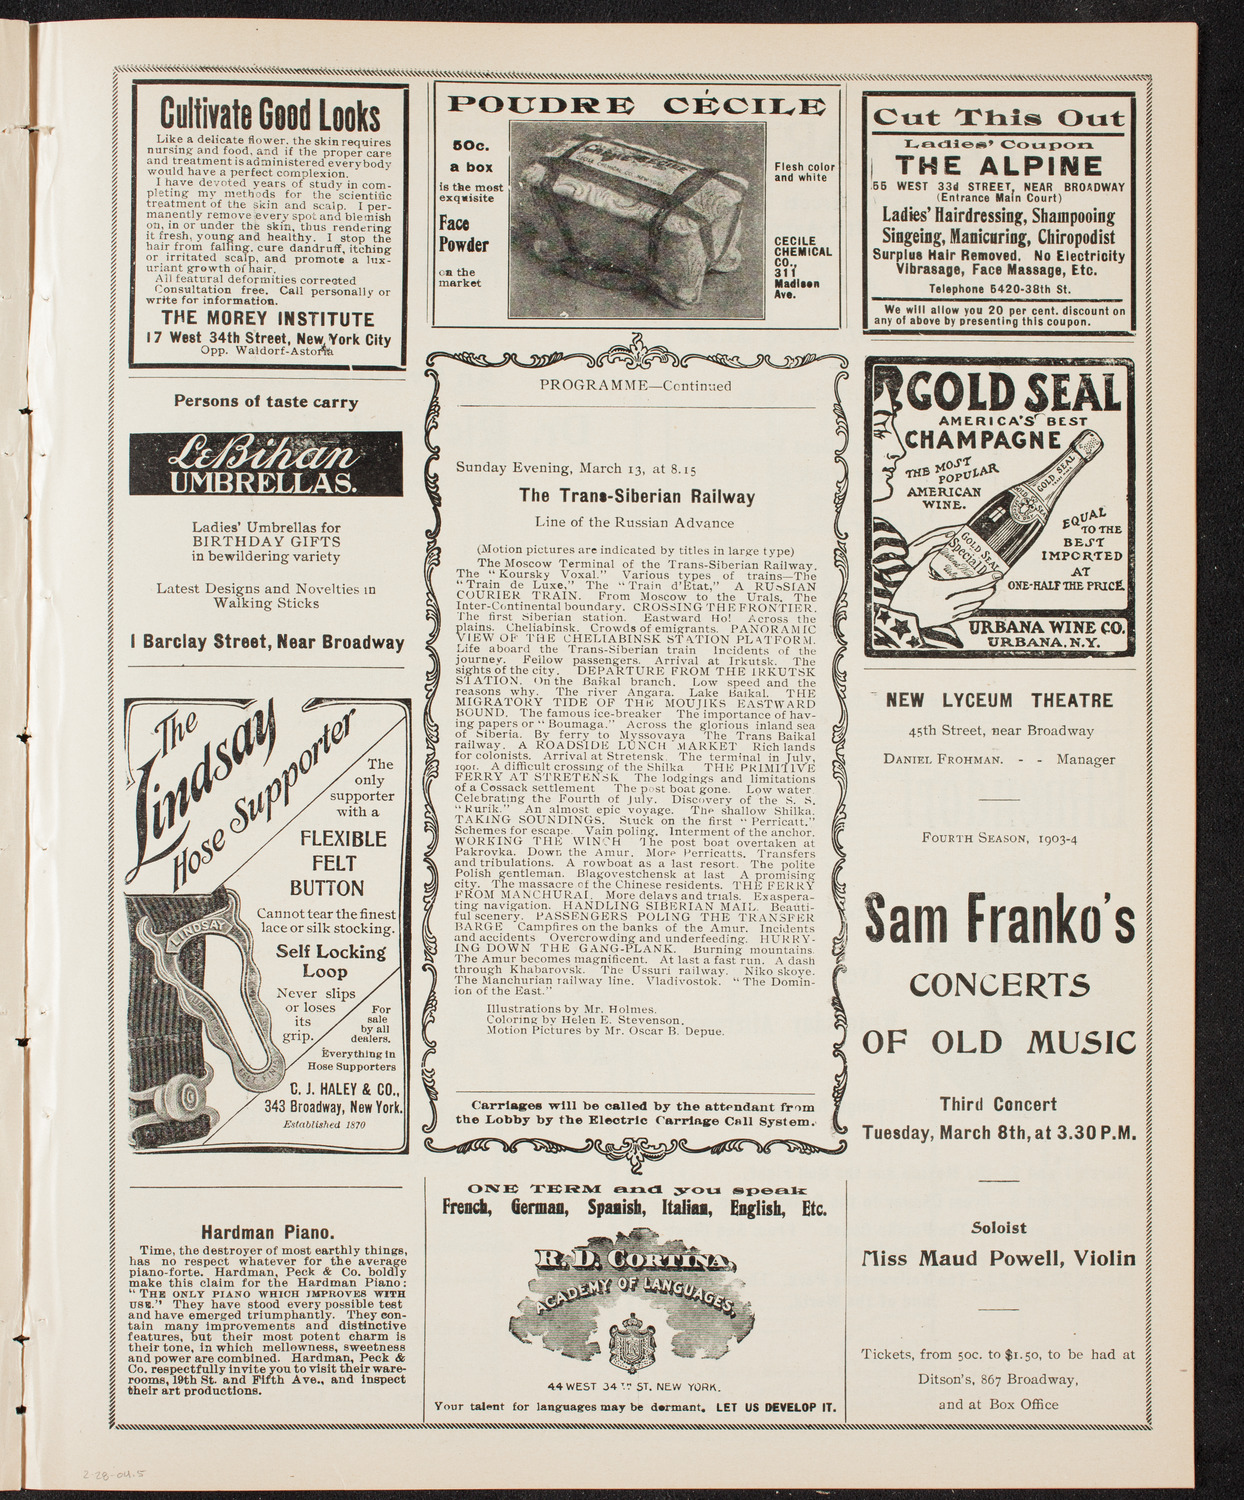 Cultivate Good Looks
Like a delicate flower, the skin requires
nursing and food, and if the proper care
and treatment is administered everybody
would have a perfect complexion.
I have devoted years of study in com-
pleting my methods for the scientific
treatment of the skin and scalp. I per-
manently remove every spot and blemish
on, in or under the skin, thus rendering
it fresh, young and healthy. I stop the
hair from falling, cure dandruff, itching
or irritated scalp, and promote a lux-
uriant growth of hair.
All featural deformities corrected
Consultation free. Call personally or
write for information.
THE MOREY INSTITUTE
17 West 34th Street, New York City
Opp. Waldorf-Astoria
Persons of taste carry
LeBihan
UMBRELLAS.
Ladies' Umbrellas for
BIRTHDAY GIFTS
in bewildering variety
Latest Designs and Novelties in
Walking Sticks
1 Barclay Street, Near Broadway
The
Lindsay
Hose Supporter
The
only
supporter
with a
FLEXIBLE
FELT
BUTTON
Cannot tear the finest
lace or silk stocking.
Self Locking
Loop
Never slips
or loses
its
grip.
For
sale
by all
dealers.
Everything in
Hose Supporters
C. J. HALEY & CO.,
343 Broadway, New York.
Established 1870
LINDSAY
Hardman Piano.
Time, the destroyer of most earthly things,
has no respect whatever for the average
piano-forte. Hardman, Peck & Co. boldly
make this claim for the Hardman Piano:
"THE ONLY PIANO WHICH IMPROVES WITH
USE." They have stood every possible test
and have emerged triumphantly. They con-
tain many improvements and distinctive
features, but their most potent charm is
their tone, in which mellowness, sweetness
and power are combined. Hardman, Peck &
Co. respectfully invite you to visit their ware-
rooms, 19th St. and Fifth Ave., and inspect
their art productions.
POUDRE CÉCILE
50c.
a box
is the most
exquisite
Face
Powder
on the
market
Flesh color
and white
CECILE
CHEMICAL
CO.,
311
Madison
Ave.
PROGRAMME—Continued
Sunday Evening, March 13, at 8.15
The Trans-Siberian Railway
Line of the Russian Advance
(Motion pictures are indicated by titles in large type)
The Moscow Terminal of the Trans-Siberian Railway.
The "Koursky Voxal." Various types of trains—The
"Train de Luxe," The "Train d'Etat," A RUSSIAN
COURIER TRAIN. From Moscow to the Urals. The
Inter-Continental boundary. CROSSING THE FRONTIER.
The first Siberian station. Eastward Ho! Across the
plains. Cheliabinsk. Crowds of emigrants. PANORAMIC
VIEW OF THE CHELIABINSK STATION PLATFORM.
Life aboard the Trans-Siberian train Incidents of the
journey. Fellow passengers. Arrival at Irkutsk. The
sights of the city. DEPARTURE FROM THE IRKUTSK
STATION. On the Baikal branch. Low speed and the
reasons why. The river Angara. Lake Baikal. THE
MIGRATORY TIDE OF THE MOUJIKS EASTWARD
BOUND. The famous ice-breaker The importance of hav-
ing papers or "Boumaga." Across the glorious inland sea
of Siberia. By ferry to Myssovaya The Trans Baikal
railway. A ROADSIDE LUNCH MARKET Rich lands
for colonists. Arrival at Stretensk. The terminal in July,
1901. A difficult crossing of the Shilka THE PRIMITIVE
FERRY AT STRETENSK The lodgings and limitations
of a Cossack settlement The post boat gone. Low water
Celebrating the Fourth of July. Discovery of the S. S.
"Rurik." An almost epic voyage. The shallow Shilka.
TAKING SOUNDINGS. Stuck on the first "Perricatt."
Schemes for escape. Vain poling. Interment of the anchor.
WORKING THE WINCH The post boat overtaken at
Pakrovka. Down the Amur. More Perricatts. Transfers
and tribulations. A rowboat as a last resort. The polite
Polish gentleman. Blagovestchensk at last A promising
city. The massacre of the Chinese residents. THE FERRY
FROM MANCHURAI. More delays and trials. Exaspera-
ting navigation. HANDLING SIBERIAN MAIL. Beauti-
ful scenery. PASSENGERS POLING THE TRANSFER
BARGE Campfires on the banks of the Amur. Incidents
and accidents Overcrowding and underfeeding. HURRY-
ING DOWN THE GANG-PLANK. Burning mountains.
The Amur becomes magnificent. At last a fast run. A dash
through Khabarovsk. The Ussuri railway. Niko skoye.
The Manchurian railway line. Vladivostok. "The Domin-
ion of the East."
Illustrations by Mr. Holmes.
Coloring by Helen E. Stevenson.
Motion Pictures by Mr. Oscar B. Depue.
Carriages will be called by the attendant from
the Lobby by the Electric Carriage Call System.
ONE TERM and you speak
French, German, Spanish, Italian, English, Etc.
R. D. CORTINA,
ACADEMY OF LANGUAGES,
44 WEST 34TH ST. NEW YORK.
Your talent for languages may be dormant. LET US DEVELOP IT.
Cut This Out
Ladies' Coupon
THE ALPINE
55 WEST 33d STREET, NEAR BROADWAY
(Entrance Main Court)
Ladies' Hairdressing, Shampooing
Singeing, Manicuring, Chiropodist
Surplus Hair Removed. No Electricity
Vibrasage, Face Massage, Etc.
Telephone 5420-38th St.
We will allow you 20 per cent. discount on
any of above by presenting this coupon.
GOLD SEAL
AMERICA'S BEST
CHAMPAGNE
THE MOST
POPULAR
AMERICAN
WINE.
EQUAL
TO THE
BEST
IMPORTED
AT
ONE-HALF THE PRICE.
GOLD SEAL
GOLD SEAL
Special
URBANA WINE CO.
URBANA, N.Y.
NEW LYCEUM THEATRE
45th Street, near Broadway
DANIEL FROHMAN. - - Manager
FOURTH SEASON, 1903-4
Sam Franko's
CONCERTS
OF OLD MUSIC
Third Concert
Tuesday, March 8th, at 3.30 P.M.
Soloist
Miss Maud Powell, Violin
Tickets, from 50c. to $1.50, to be had at
Ditson's, 867 Broadway,
and at Box Office
2-28-04.5